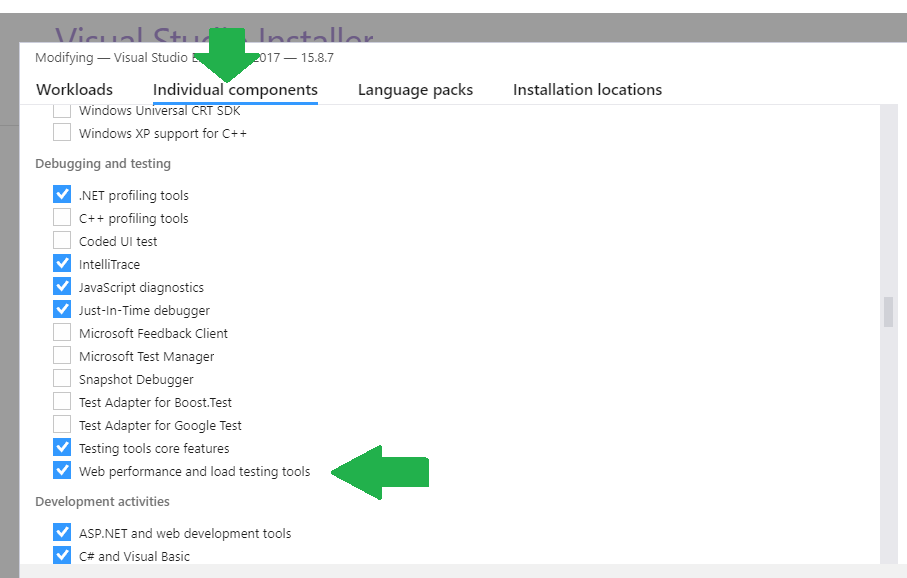 Visual Studio Installer
Modifying — Visual Studio E 2017 — 15.8.7
Workloads Individual components Language packs Installation locations
Windows Universal CRT SDK
Windows XP support for C++
Debugging and testing
.NET profiling tools
C++ profiling tools
Coded UI test
IntelliTrace
JavaScript diagnostics
Just-In-Time debugger
Microsoft Feedback Client
Microsoft Test Manager
Snapshot Debugger
Test Adapter for Boost.Test
Test Adapter for Google Test
Testing tools core features
Web performance and load testing tools
Development activities
ASP.NET and web development tools
C# and Visual Basic